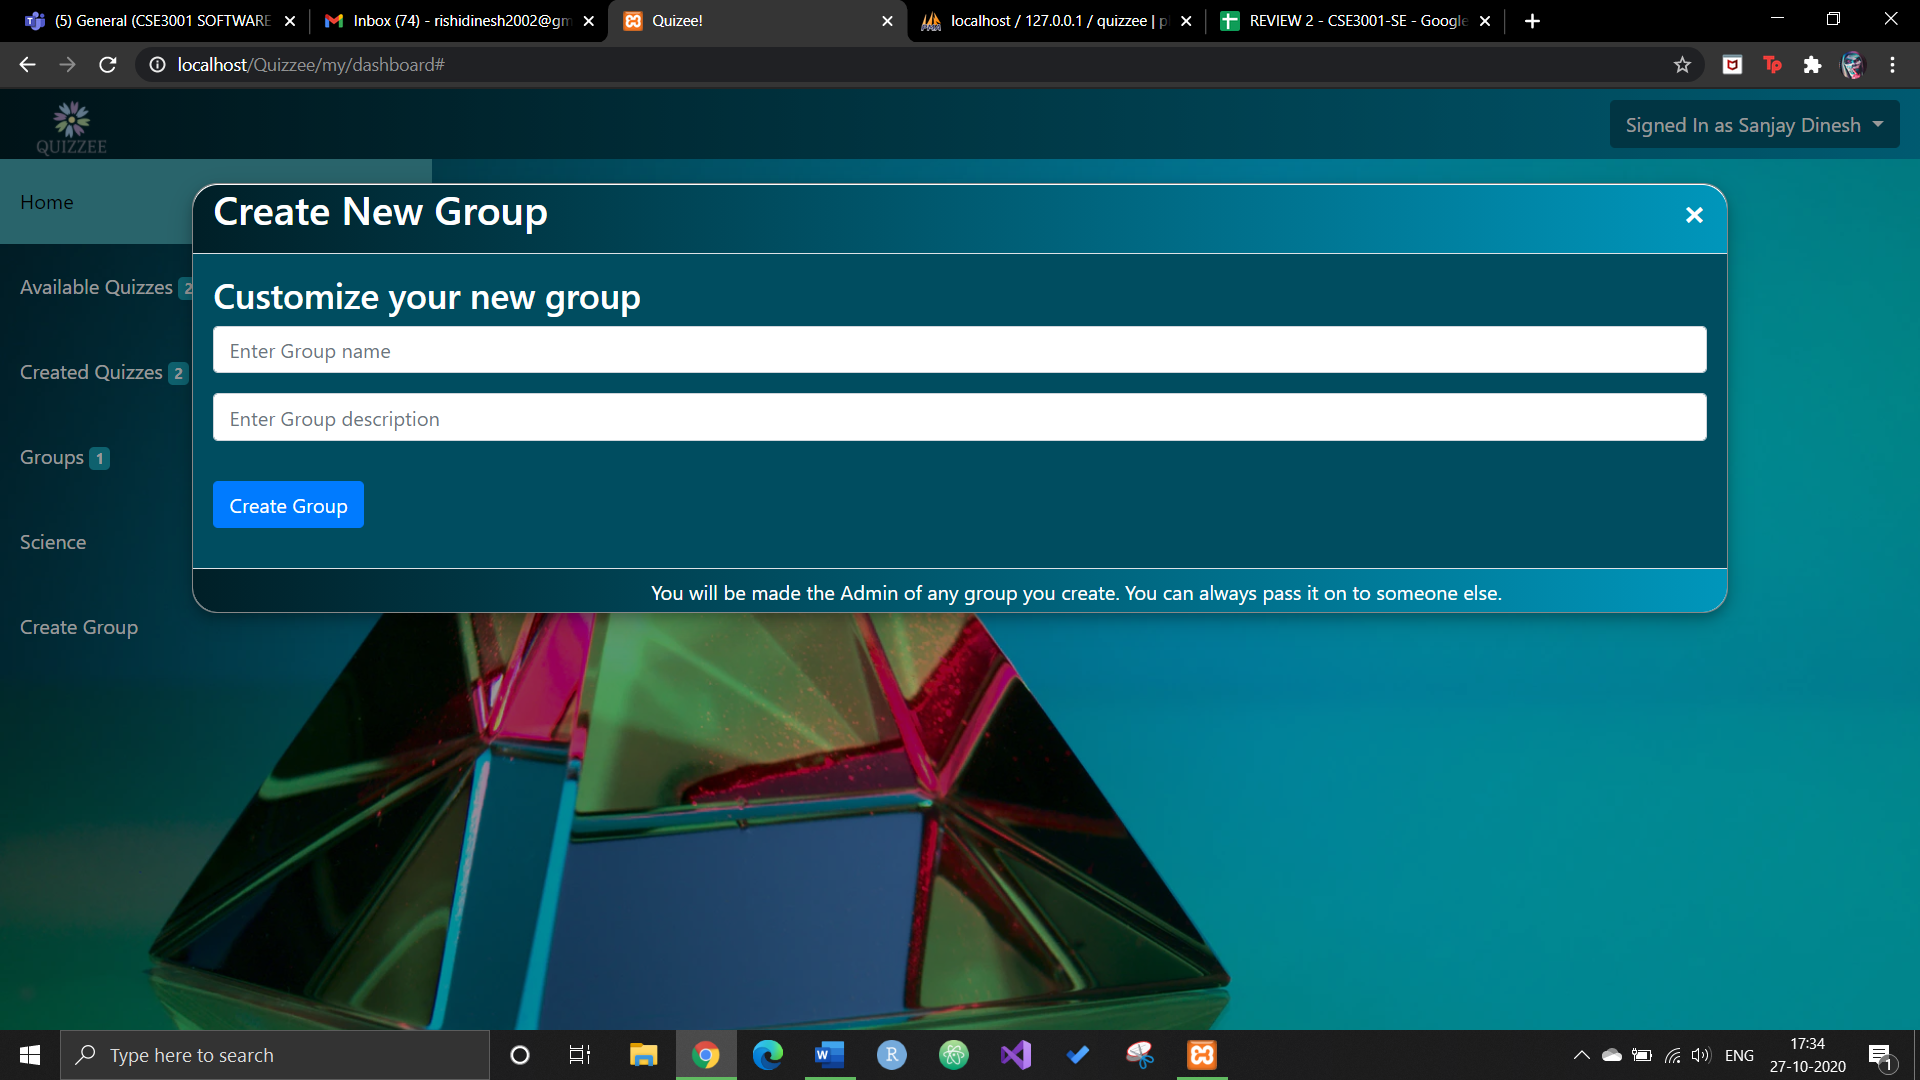 (5) General (CSE3001 SOFTWARE
Inbox (74) - rishidinesh2002@gm
Quizee!
localhost / 127.0.0.1 / quizzee | p
REVIEW 2 - CSE3001-SE - Google
localhost/Quizzee/my/dashboard#
QUIZZEE
Signed In as Sanjay Dinesh
Home
Create New Group
Available Quizzes 2
Customize your new group
Enter Group name
Created Quizzes 2
Enter Group description
Groups 1
Create Group
Science
You will be made the Admin of any group you create. You can always pass it on to someone else.
Create Group
Type here to search
ENG
17:34
27-10-2020
1